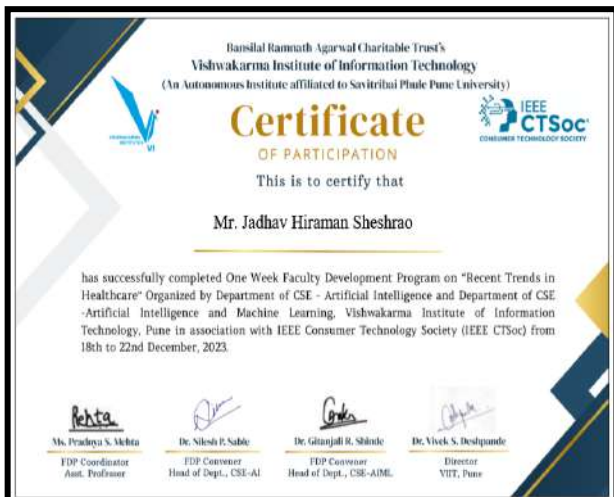 Bansilal Ramnath Agarwal Charitable Trust's
Vishwakarma Institute of Information Technology
(An Autonomous Institute affiliated to Savitribai Phule Pune University)
VI
IEEE
CTSoc
CONSUMER TECHNOLOGY SOCIETY
Certificate
OF PARTICIPATION
This is to certify that
Mr. Jadhav Hiraman Sheshrao
has successfully completed One Week Faculty Development Program on "Recent Trends in
Healthcare" Organized by Department of CSE - Artificial Intelligence and Department of CSE
-Artificial Intelligence and Machine Learning, Vishwakarma Institute of Information
Technology, Pune in association with IEEE Consumer Technology Society (IEEE CTSoc) from
18th to 22nd December, 2023.
Ms. Pradnya S. Mehta
FDP Coordinator
Asst. Professor
Dr. Nilesh P. Sable
FDP Convener
Head of Dept., CSE-AI
Dr. Gitanjali R. Shinde
FDP Convener
Head of Dept., CSE-AIML
Dr. Vivek S. Deshpande
Director
VIIT, Pune